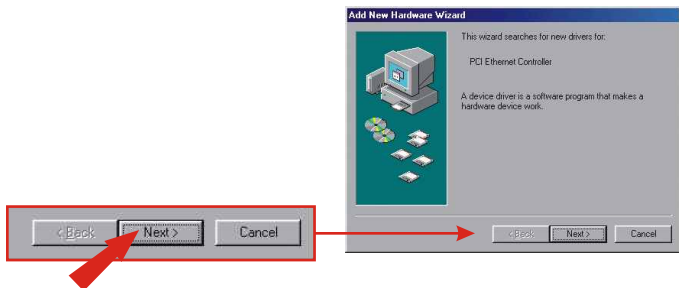 Add New Hardware Wizard
This wizard searches for new drivers for:
PCI Ethernet Controller
A device driver is a software program that makes a
hardware device work.
< Back Next > Cancel
< Back Next > Cancel